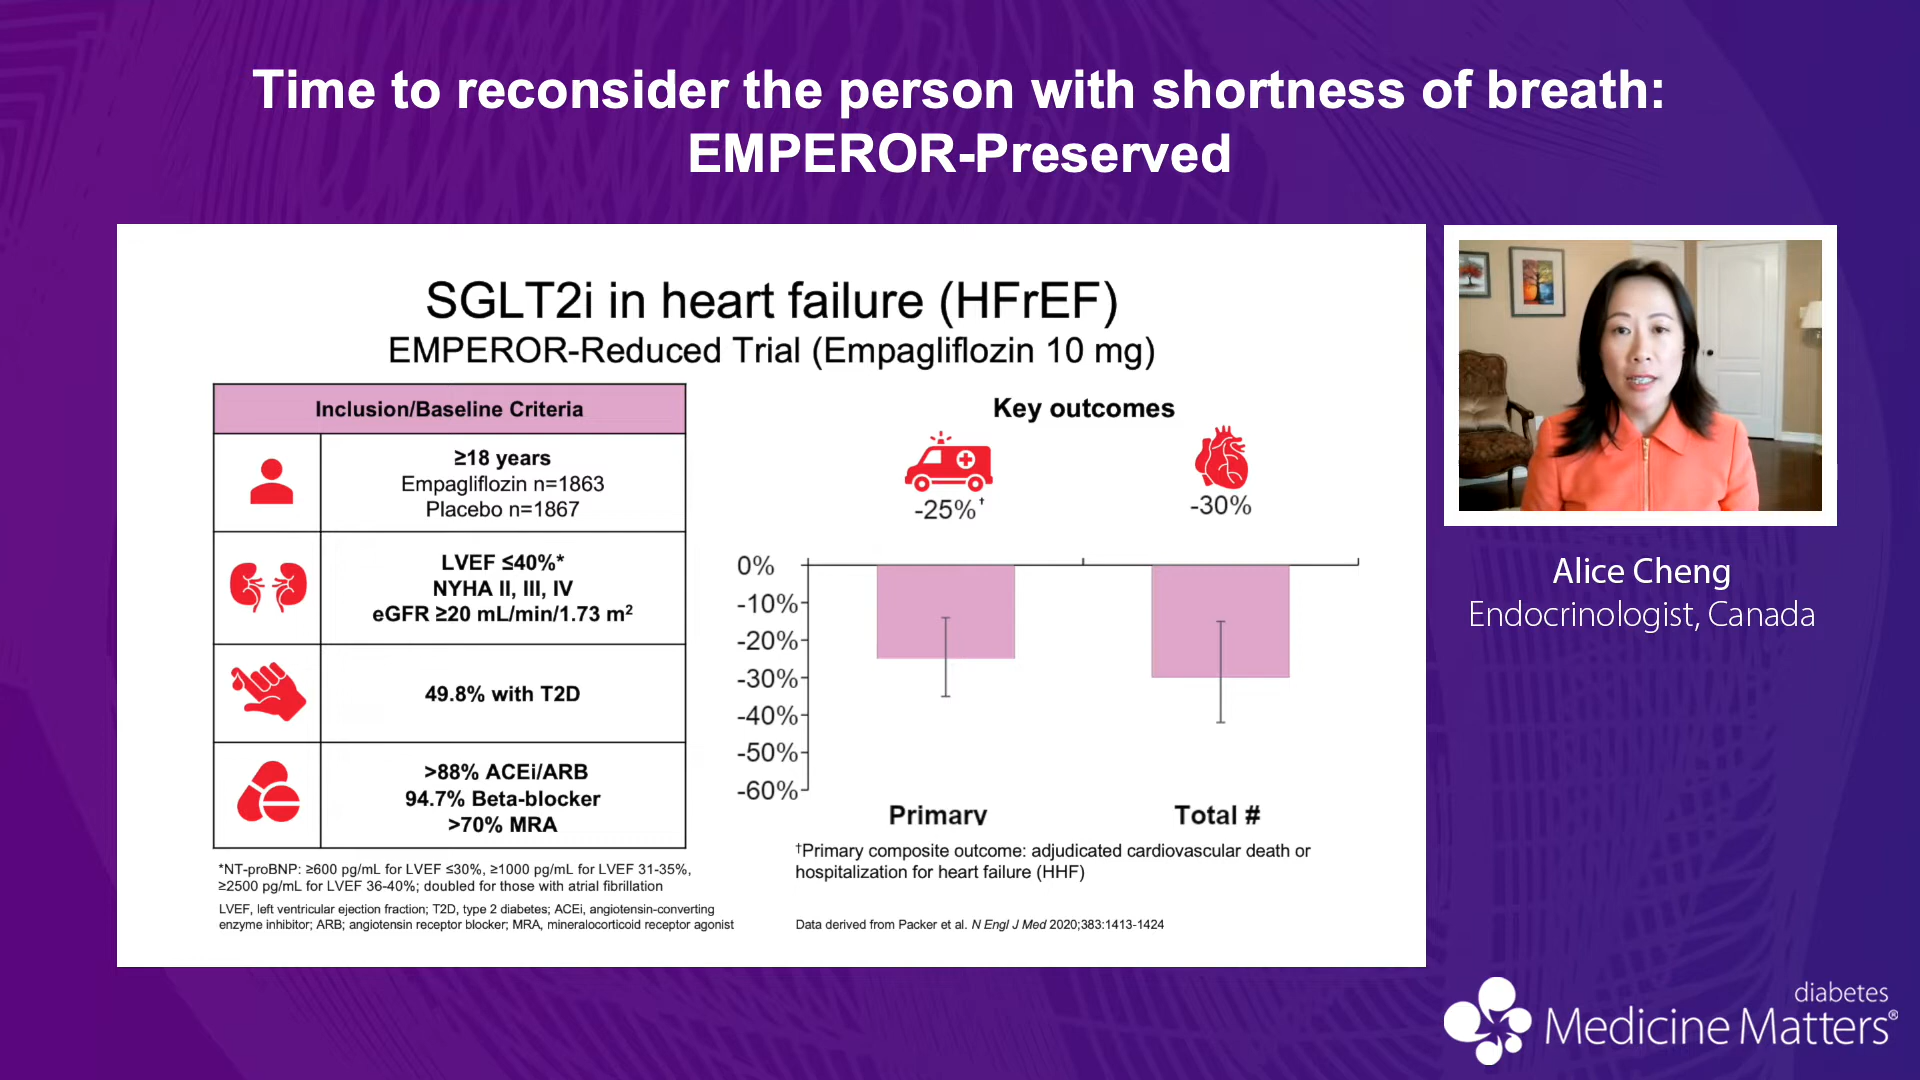 Time to reconsider the person with shortness of breath:
EMPEROR-Preserved
SGLT2i in heart failure (HFrEF)
EMPEROR-Reduced Trial (Empagliflozin 10 mg)
Inclusion/Baseline Criteria
≥18 years
Empagliflozin n=1863
Placebo n=1867
LVEF ≤40%*
NYHA II, III, IV
eGFR ≥20 mL/min/1.73 m²
49.8% with T2D
>88% ACEi/ARB
94.7% Beta-blocker
>70% MRA
*NT-proBNP: ≥600 pg/mL for LVEF ≤30%, ≥1000 pg/mL for LVEF 31-35%,
≥2500 pg/mL for LVEF 36-40%; doubled for those with atrial fibrillation
LVEF, left ventricular ejection fraction; T2D, type 2 diabetes; ACEi, angiotensin-converting
enzyme inhibitor; ARB; angiotensin receptor blocker; MRA, mineralocorticoid receptor agonist
Key outcomes
-25%†
-30%
0%
-10%
-20%
-30%
-40%
-50%
-60%
Primary
Total #
†Primary composite outcome: adjudicated cardiovascular death or
hospitalization for heart failure (HHF)
Data derived from Packer et al. N Engl J Med 2020;383:1413-1424
Alice Cheng
Endocrinologist, Canada
diabetes
Medicine Matters®